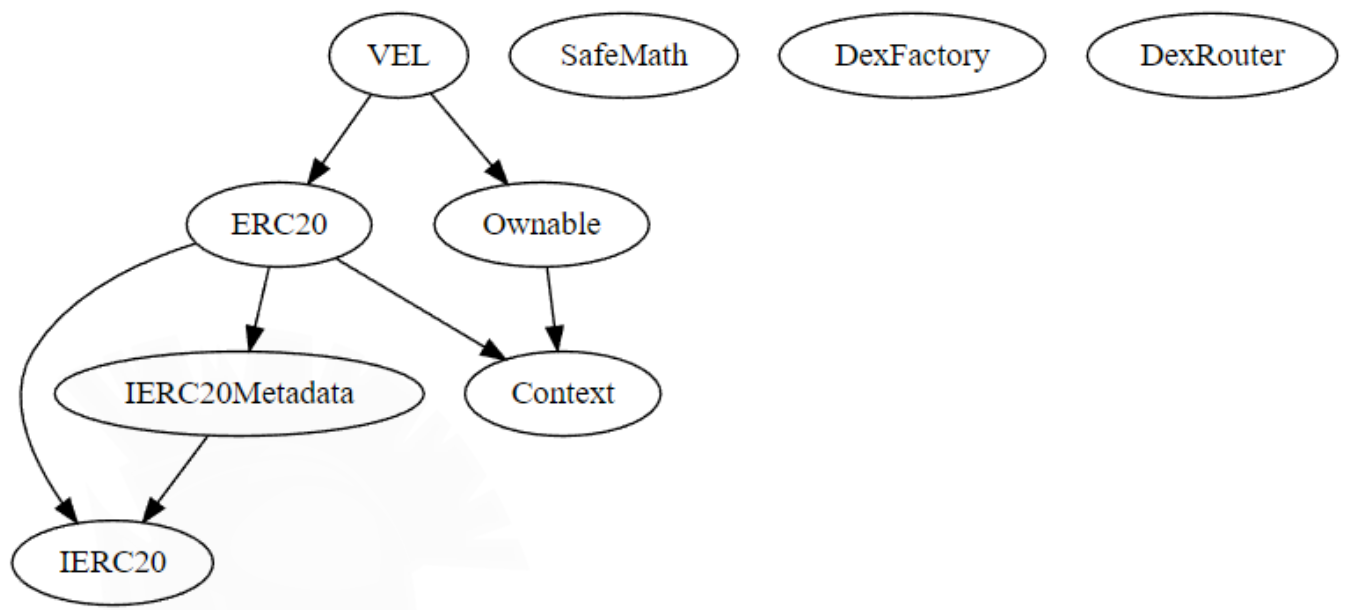 VEL
SafeMath
DexFactory
DexRouter
ERC20
Ownable
IERC20Metadata
Context
IERC20